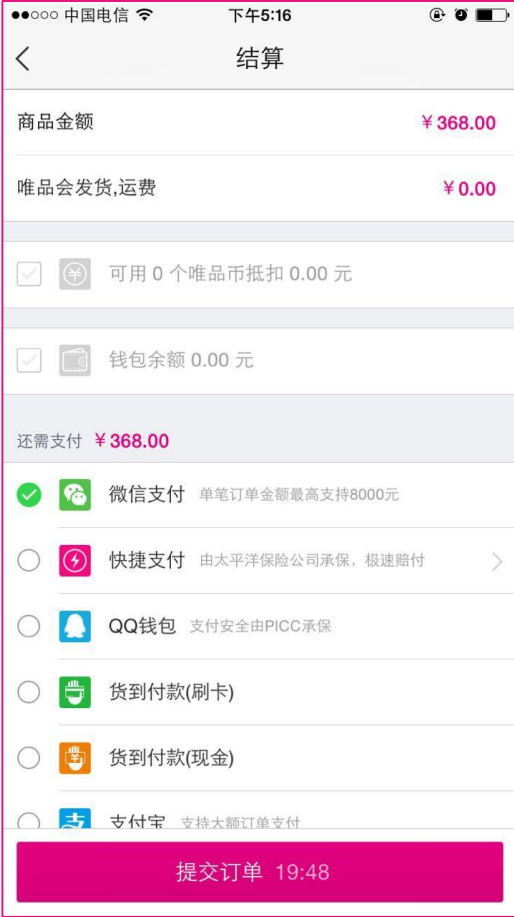 中国电信 下午5:16
结算
商品金额 ¥368.00
唯品会发货,运费 ¥0.00
可用 0 个唯品币抵扣 0.00 元
钱包余额 0.00 元
还需支付 ¥368.00
微信支付 单笔订单金额最高支持8000元
快捷支付 由太平洋保险公司承保，极速赔付
QQ钱包 支付安全由PICC承保
货到付款(刷卡)
货到付款(现金)
支付宝 支持大额订单支付
提交订单 19:48